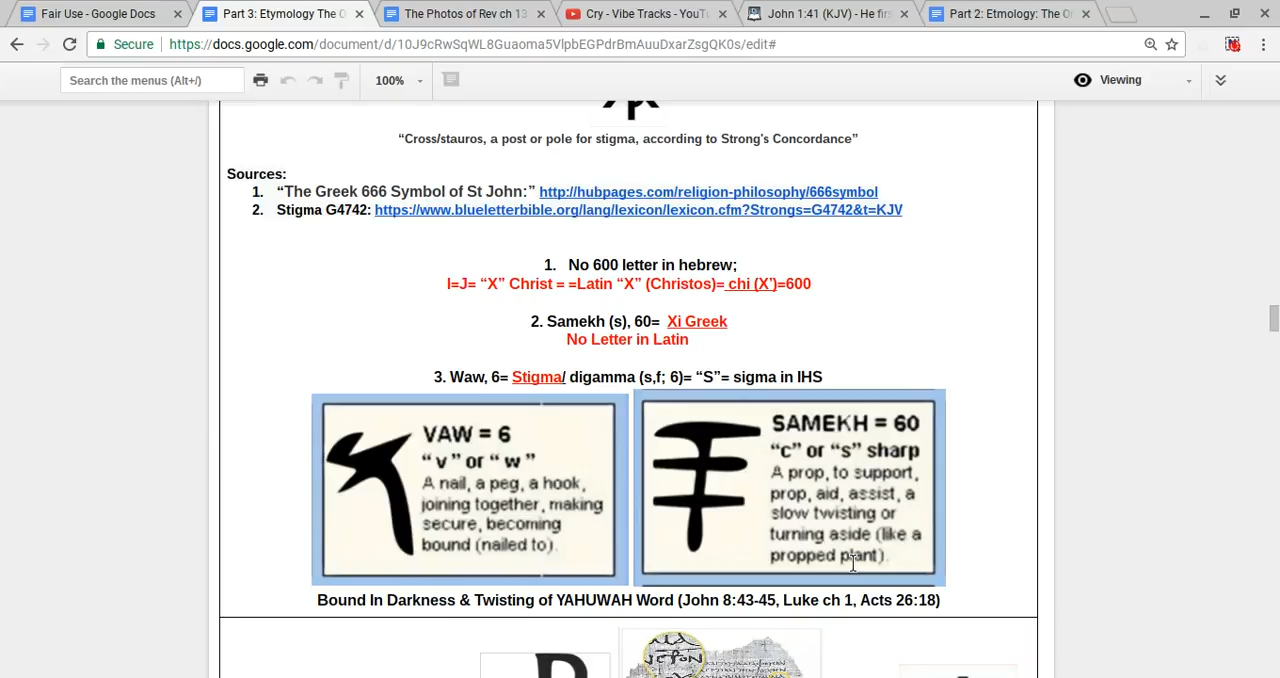 Fair Use - Google Docs
Part 3: Etymology The O
The Photos of Rev ch 13
Cry - Vibe Tracks - YouTu
John 1:41 (KJV) - He firs
Part 2: Etmology: The Or
Secure https://docs.google.com/document/d/10J9cRwSqWL8Guaoma5VlpbEGPdrBmAuuDxarZsgQK0s/edit#
Search the menus (Alt+/) 100% Viewing
“Cross/stauros, a post or pole for stigma, according to Strong's Concordance”
Sources:
1. “The Greek 666 Symbol of St John:” http://hubpages.com/religion-philosophy/666symbol
2. Stigma G4742: https://www.blueletterbible.org/lang/lexicon/lexicon.cfm?Strongs=G4742&t=KJV
1. No 600 letter in hebrew;
I=J= “X” Christ = =Latin “X” (Christos)= chi (X')=600
2. Samekh (s), 60= Xi Greek
No Letter in Latin
3. Waw, 6= Stigma/ digamma (s,f; 6)= “S”= sigma in IHS
VAW = 6
“ v ” or “ w ”
A nail, a peg, a hook,
joining together, making
secure, becoming
bound (nailed to).
SAMEKH = 60
“c” or “s” sharp
A prop, to support,
prop, aid, assist, a
slow twisting or
turning aside (like a
propped plant).
Bound In Darkness & Twisting of YAHUWAH Word (John 8:43-45, Luke ch 1, Acts 26:18)